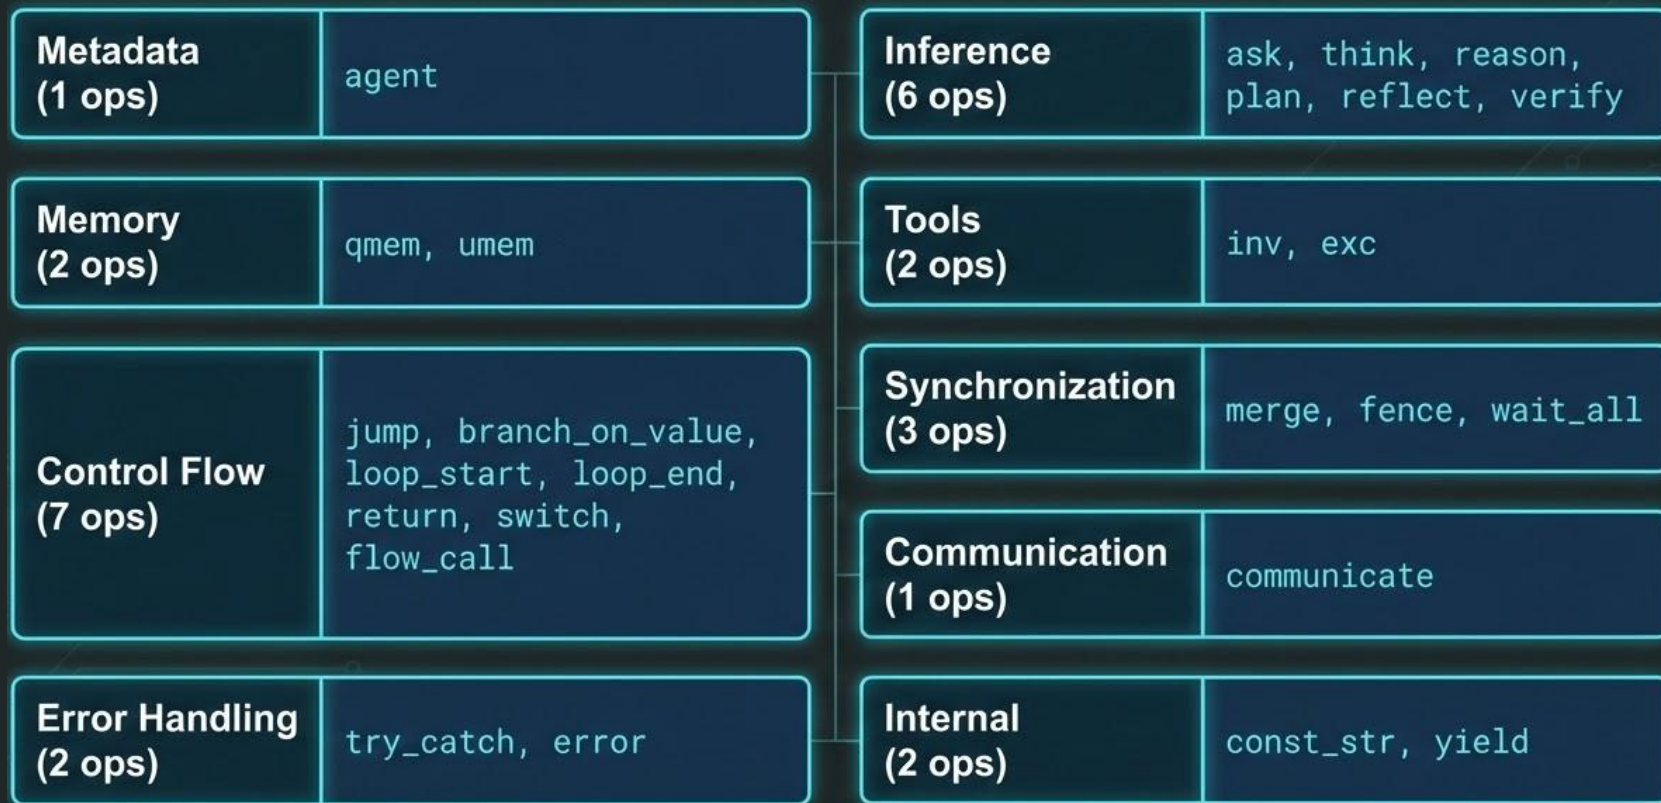 Metadata
(1 ops)
agent
Inference
(6 ops)
ask, think, reason,
plan, reflect, verify
Memory
(2 ops)
qmem, umem
Tools
(2 ops)
inv, exc
Control Flow
(7 ops)
jump, branch_on_value,
loop_start, loop_end,
return, switch,
flow_call
Synchronization
(3 ops)
merge, fence, wait_all
Communication
(1 ops)
communicate
Error Handling
(2 ops)
try_catch, error
Internal
(2 ops)
const_str, yield